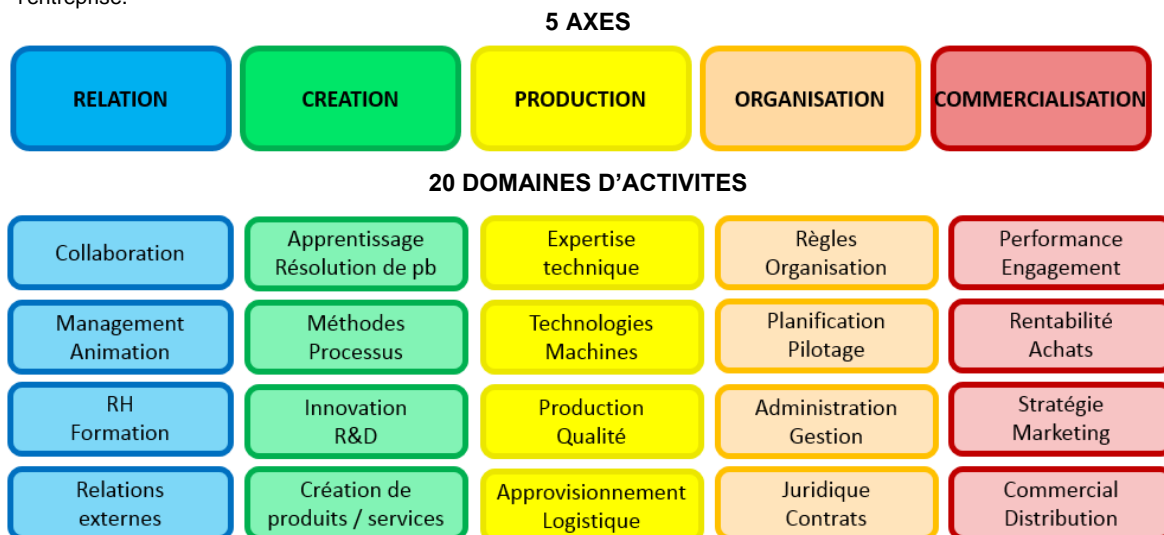 l'entreprise.
5 AXES
RELATION
CREATION
PRODUCTION
ORGANISATION
COMMERCIALISATION
20 DOMAINES D'ACTIVITES
Collaboration
Apprentissage
Résolution de pb
Expertise
technique
Règles
Organisation
Performance
Engagement
Management
Animation
Méthodes
Processus
Technologies
Machines
Planification
Pilotage
Rentabilité
Achats
RH
Formation
Innovation
R&D
Production
Qualité
Administration
Gestion
Stratégie
Marketing
Relations
externes
Création de
produits / services
Approvisionnement
Logistique
Juridique
Contrats
Commercial
Distribution